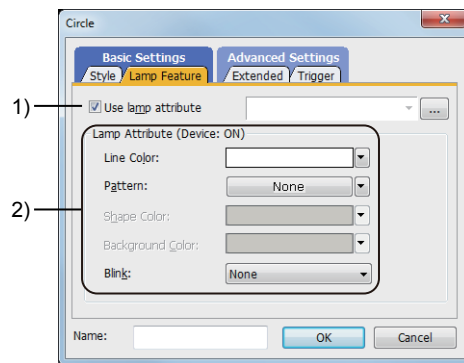 Circle
Basic Settings Advanced Settings
Style Lamp Feature Extended Trigger
1) Use lamp attribute ...
Lamp Attribute (Device: ON)
Line Color:
Pattern: None
2) Shape Color:
Background Color:
Blink: None
Name: OK Cancel